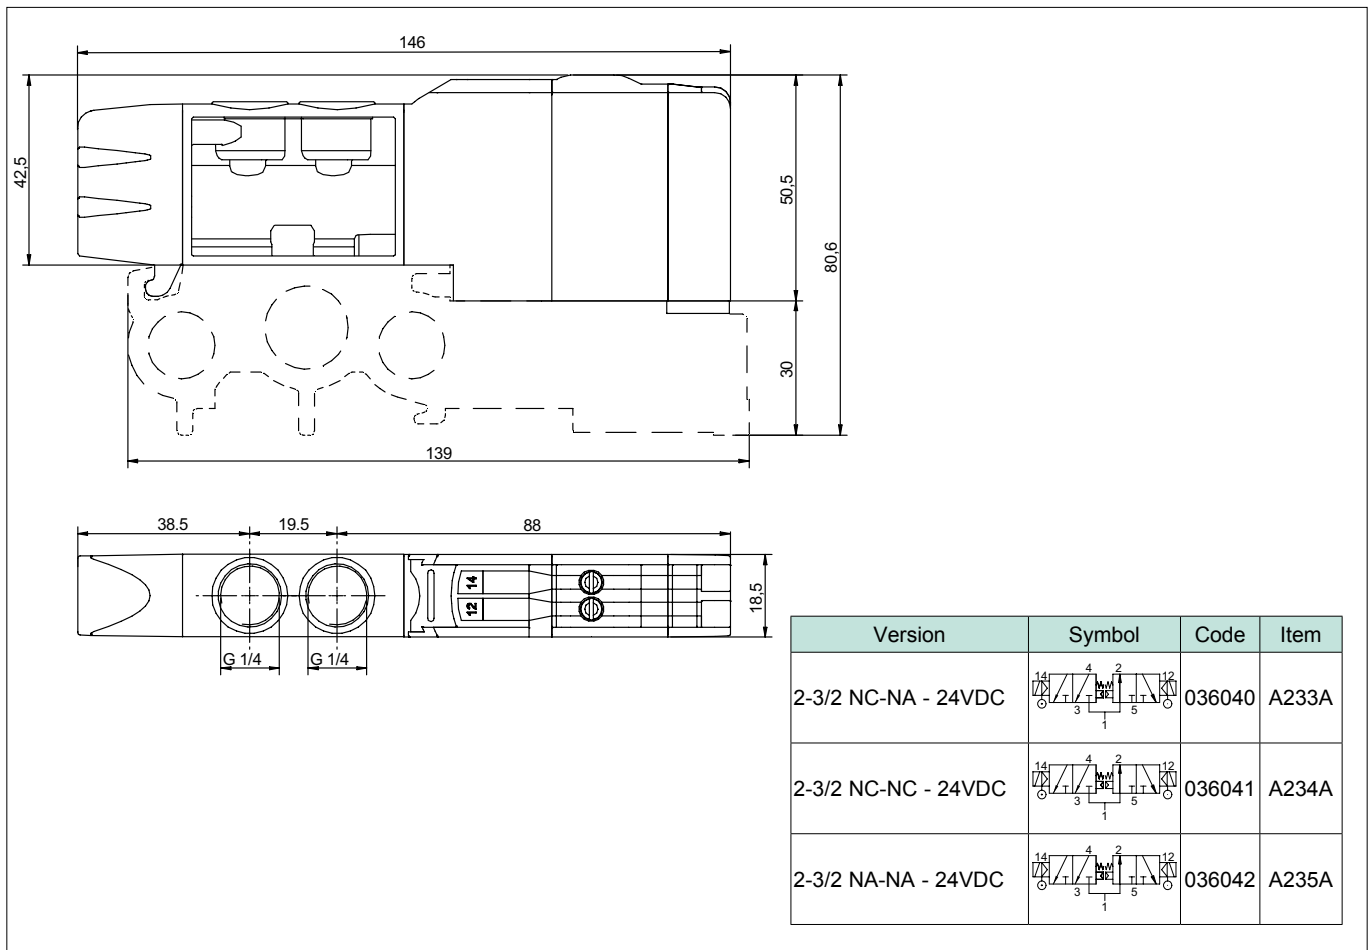 146
42,5
50,5
80,6
30
139
38.5 19.5 88
14
12
18,5
G 1/4 G 1/4
Version Symbol Code Item
14 4 2 12
2-3/2 NC-NA - 24VDC 036040 A233A
3 5
1
14 4 2 12
2-3/2 NC-NC - 24VDC 036041 A234A
3 5
1
14 4 2 12
2-3/2 NA-NA - 24VDC 036042 A235A
3 5
1